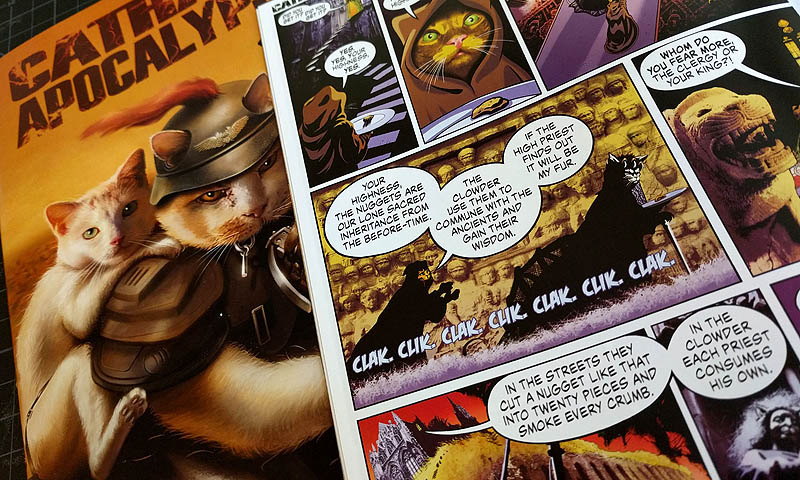 APOCALYP
YES,
YES, YOUR
HIGHNESS,
YES.
WHOM DO
YOU FEAR MORE,
THE CLERGY OR
YOUR KING?!
YOUR
HIGHNESS,
THE NUGGETS ARE
OUR LONE SACRED
INHERITANCE FROM
THE BEFORE-TIME.
THE
CLOWDER
USE THEM TO
COMMUNE WITH THE
ANCIENTS AND
GAIN THEIR
WISDOM.
IF THE
HIGH PRIEST
FINDS OUT
IT WILL BE
MY FUR.
CLAK. CLIK. CLAK. CLIK. CLAK. CLIK. CLAK.
IN THE STREETS THEY
CUT A NUGGET LIKE THAT
INTO TWENTY PIECES AND
SMOKE EVERY CRUMB.
IN THE
CLOWDER
EACH PRIEST
CONSUMES
HIS OWN.